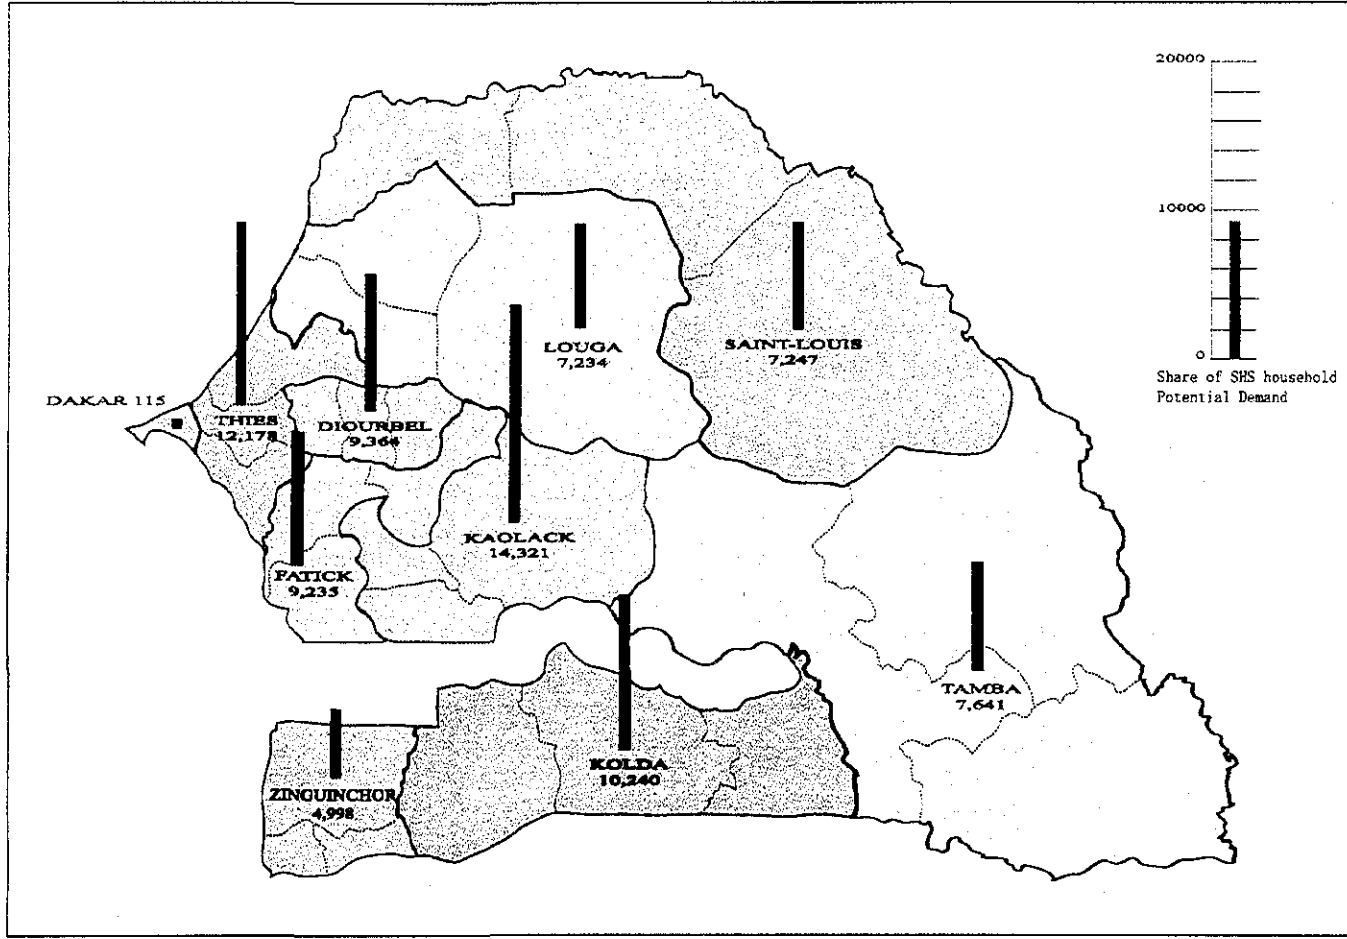 20000
10000
0
Share of SHS household
Potential Demand
LOUGA
7,234
SAINT-LOUIS
7,247
DAKAR 115
THIES
12,178
DIOURBEL
9,364
KAOLACK
14,321
FATICK
9,235
TAMBA
7,641
KOLDA
10,240
ZINGUINCHOR
4,998